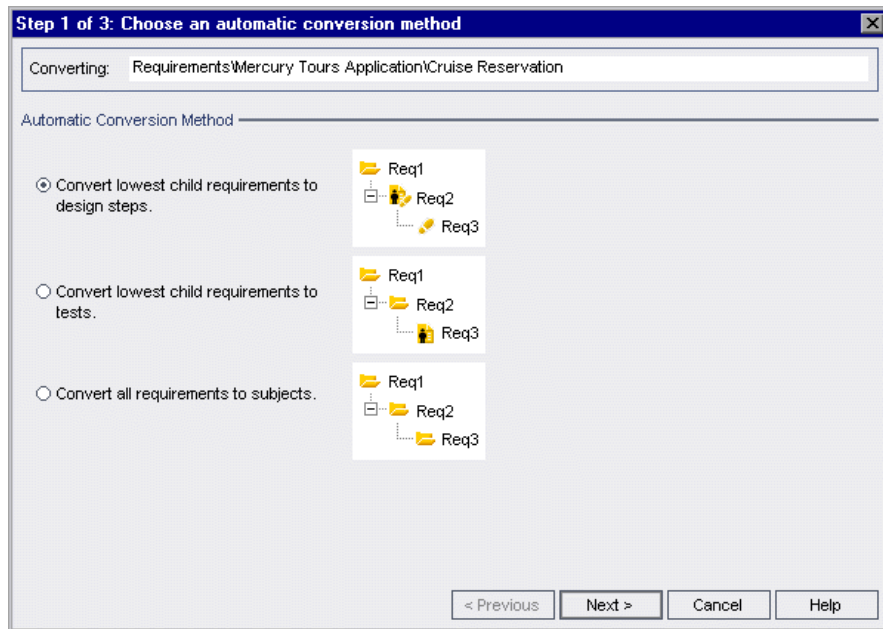 Step 1 of 3: Choose an automatic conversion method
Converting: Requirements\Mercury Tours Application\Cruise Reservation
Automatic Conversion Method
Convert lowest child requirements to
design steps.
Req1
Req2
Req3
Convert lowest child requirements to
tests.
Req1
Req2
Req3
Convert all requirements to subjects.
Req1
Req2
Req3
< Previous Next > Cancel Help